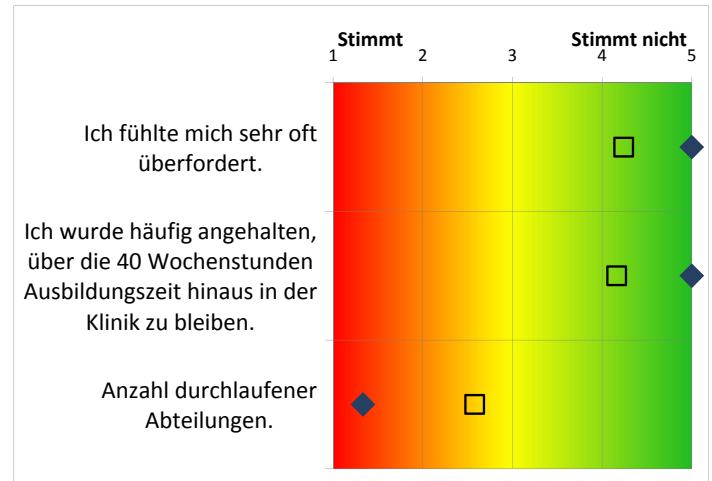 Stimmt Stimmt nicht
1 2 3 4 5
Ich fühlte mich sehr oft
überfordert.
Ich wurde häufig angehalten,
über die 40 Wochenstunden
Ausbildungszeit hinaus in der
Klinik zu bleiben.
Anzahl durchlaufener
Abteilungen.